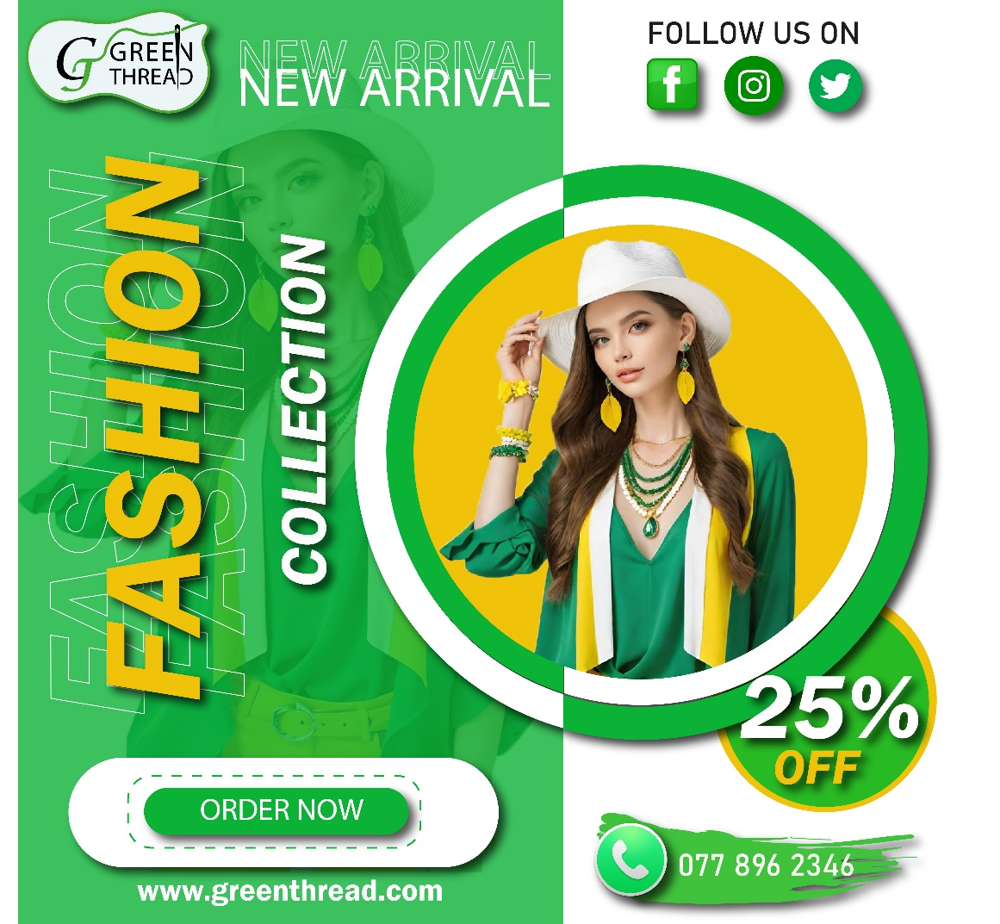 G GREEN
THREAD
NEW ARRIVAL
NEW ARRIVAL
FOLLOW US ON
f
FASHION
FASHION
FASHION
COLLECTION
25%
OFF
ORDER NOW
077 896 2346
www.greenthread.com